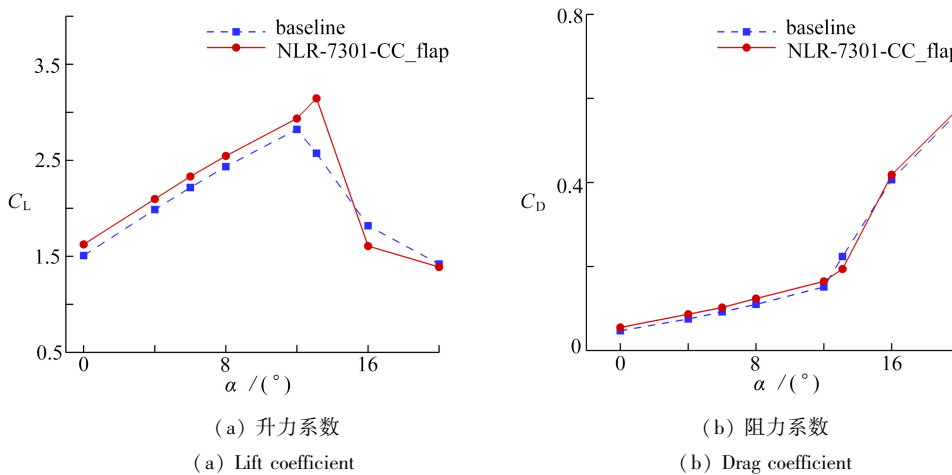 baseline
NLR-7301-CC_flap
3.5
2.5
C_L
1.5
0.5
0
8
16
α /(°)
(a) 升力系数
(a) Lift coefficient
0.8
baseline
NLR-7301-CC_flap
C_D
0.4
0
0
8
16
α /(°)
(b) 阻力系数
(b) Drag coefficient